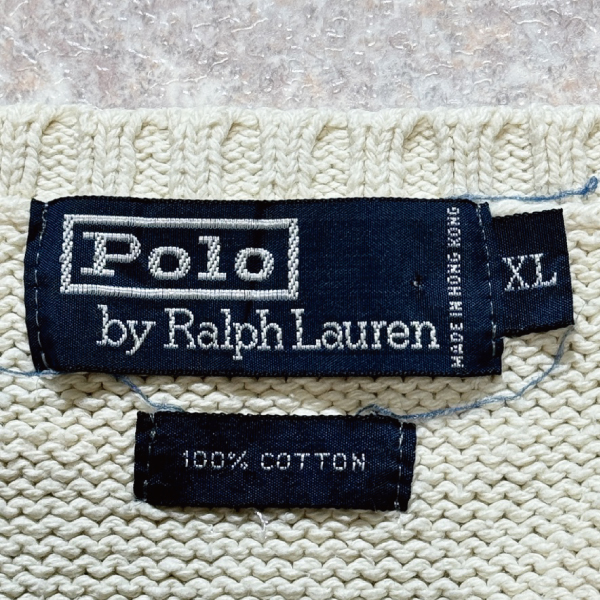 Polo
by Ralph Lauren
MADE IN HONG KONG
XL
100% COTTON